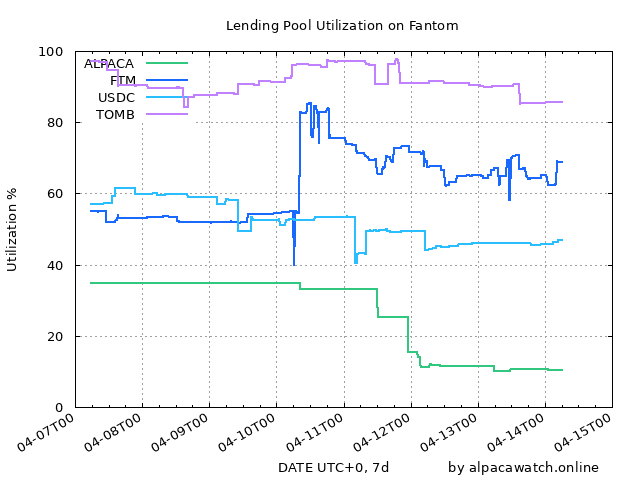 Lending Pool Utilization on Fantom
Utilization %
100
80
60
40
20
0
ALPACA
FTM
USDC
TOMB
04-07T00
04-08T00
04-09T00
04-10T00
04-11T00
04-12T00
04-13T00
04-14T00
04-15T00
DATE UTC+0, 7d
by alpacawatch.online